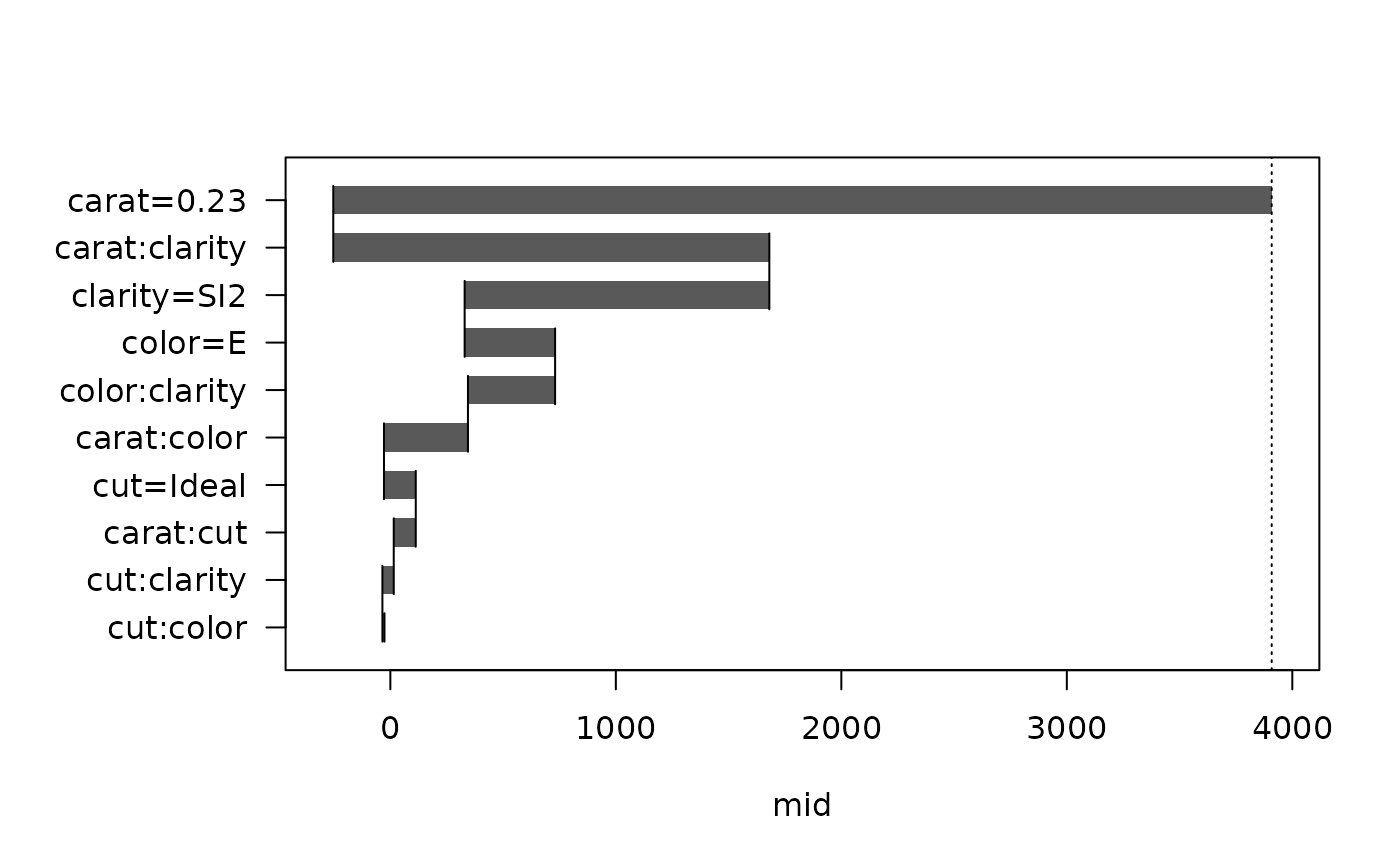 carat=0.23
carat:clarity
clarity=SI2
color=E
color:clarity
carat:color
cut=Ideal
carat:cut
cut:clarity
cut:color
0 1000 2000 3000 4000
mid